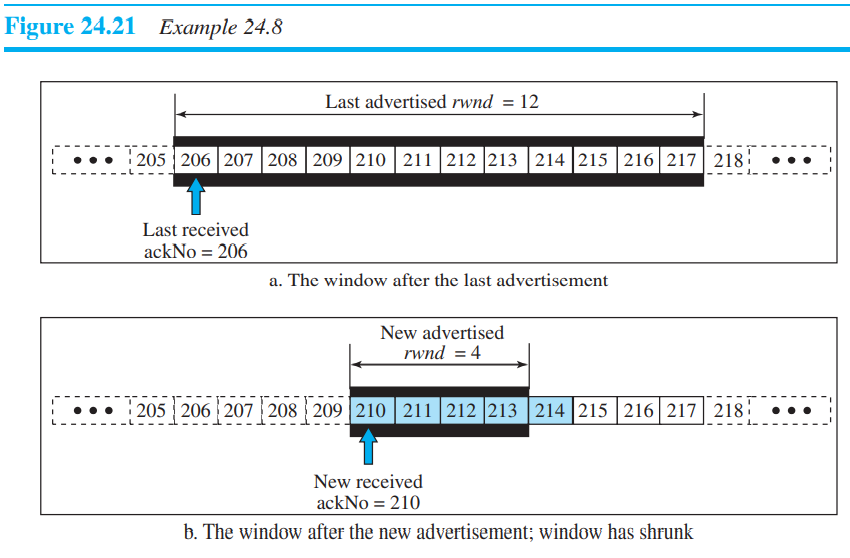 Figure 24.21 Example 24.8
Last advertised rwnd = 12
• • • 205 206 207 208 209 210 211 212 213 214 215 216 217 218 • • •
Last received
ackNo = 206
a. The window after the last advertisement
New advertised
rwnd = 4
• • • 205 206 207 208 209 210 211 212 213 214 215 216 217 218 • • •
New received
ackNo = 210
b. The window after the new advertisement; window has shrunk